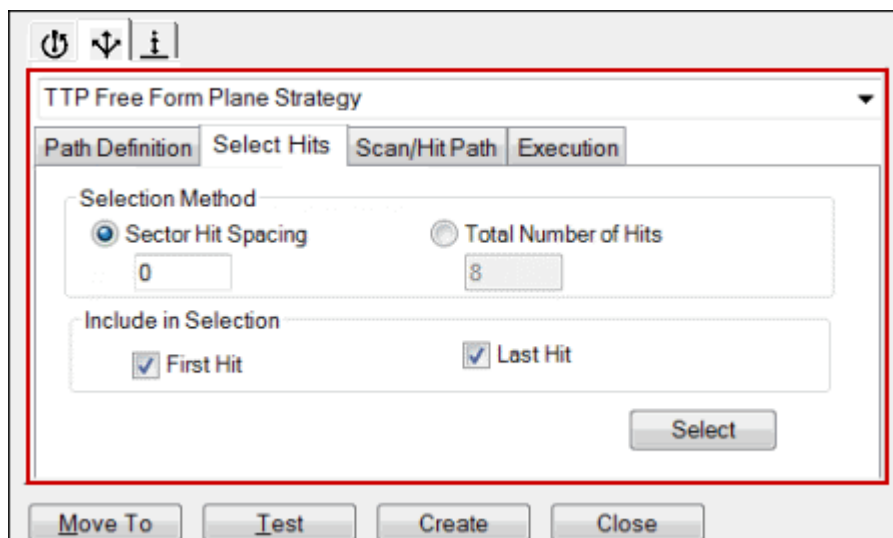 TTP Free Form Plane Strategy
Path Definition Select Hits Scan/Hit Path Execution
Selection Method
Sector Hit Spacing Total Number of Hits
0 8
Include in Selection
First Hit Last Hit
Select
Move To Test Create Close